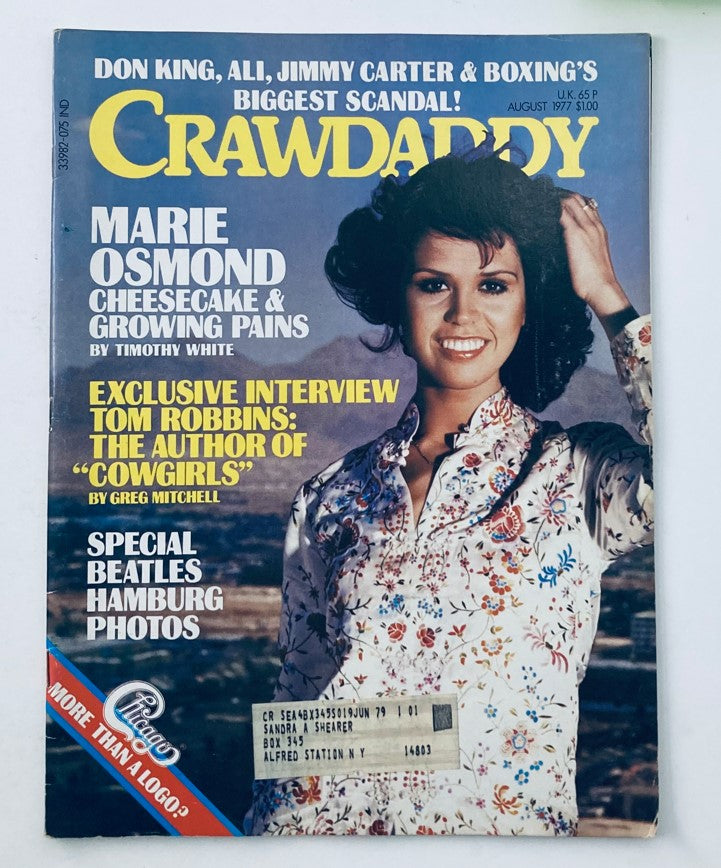 DON KING, ALI, JIMMY CARTER & BOXING'S
BIGGEST SCANDAL!
U.K. 65 P
AUGUST 1977 $1.00
33982-075 IND
CRAWDADDY
MARIE
OSMOND
CHEESECAKE &
GROWING PAINS
BY TIMOTHY WHITE
EXCLUSIVE INTERVIEW
TOM ROBBINS:
THE AUTHOR OF
“COWGIRLS”
BY GREG MITCHELL
SPECIAL
BEATLES
HAMBURG
PHOTOS
Chicago
MORE THAN A LOGO?
CR SEA4BX345S019JUN 79 1 01
SANDRA A SHEARER
BOX 345
ALFRED STATION N Y 14803